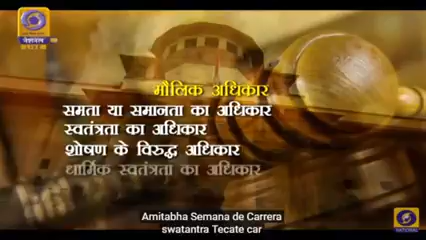 मौलिक अधिकार
समता या समानता का अधिकार
स्वतंत्रता का अधिकार
शोषण के विरुद्ध अधिकार
धार्मिक स्वतंत्रता का अधिकार
Amitabha Semana de Carrera
swatantra Tecate car
NATIONAL